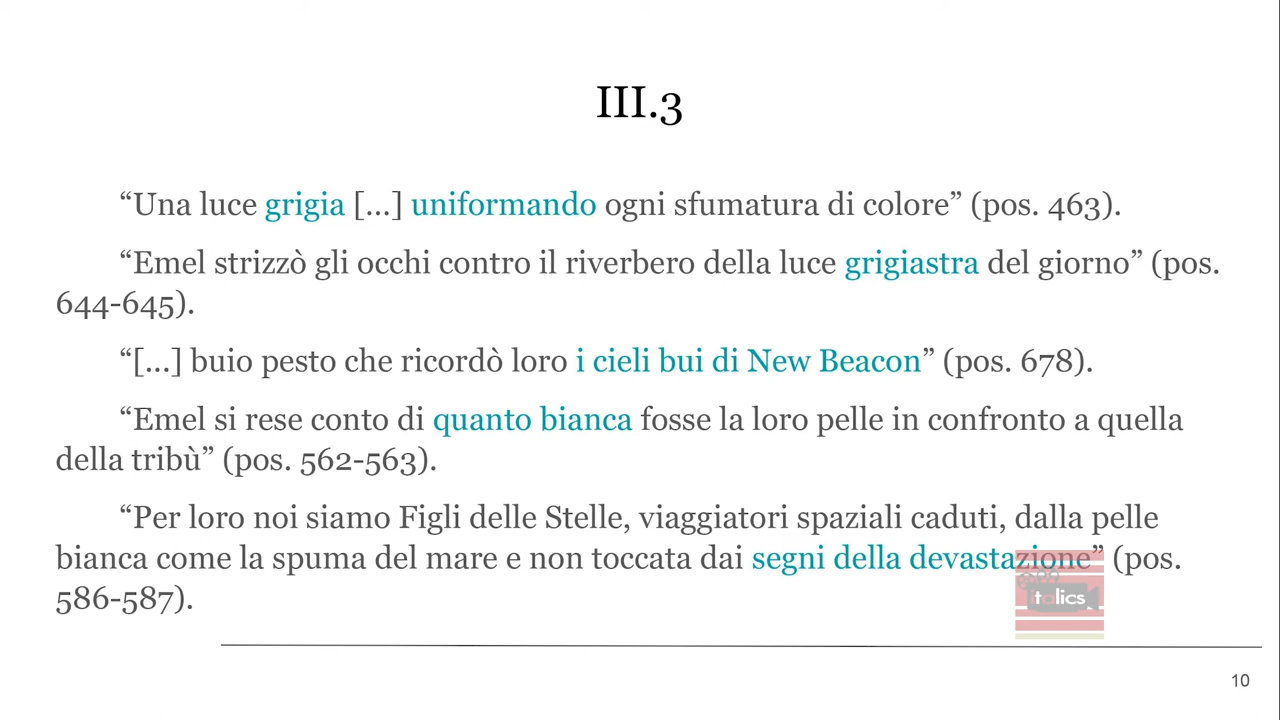 III.3
“Una luce grigia [...] uniformando ogni sfumatura di colore” (pos. 463).
“Emel strizzò gli occhi contro il riverbero della luce grigiastra del giorno” (pos.
644-645).
“[...] buio pesto che ricordò loro i cieli bui di New Beacon” (pos. 678).
“Emel si rese conto di quanto bianca fosse la loro pelle in confronto a quella
della tribù” (pos. 562-563).
“Per loro noi siamo Figli delle Stelle, viaggiatori spaziali caduti, dalla pelle
bianca come la spuma del mare e non toccata dai segni della devastazione” (pos.
586-587).
italics
10